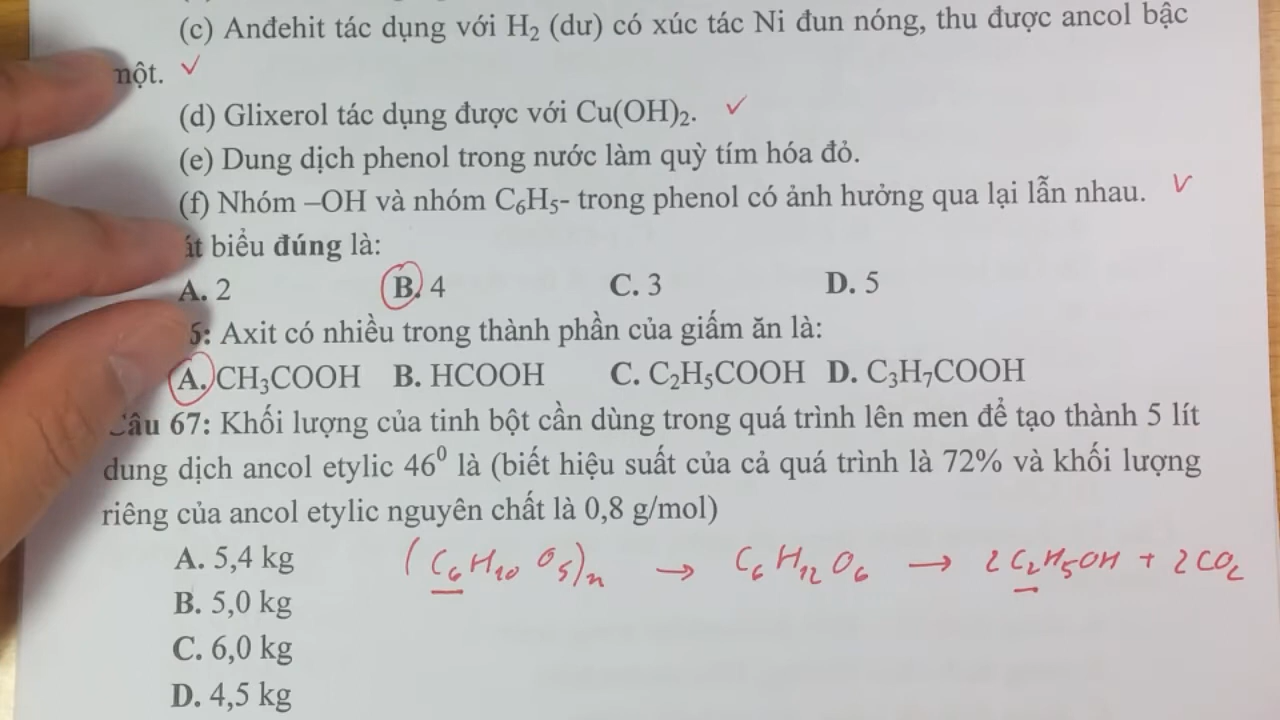 (c) Anđehit tác dụng với H₂ (dư) có xúc tác Ni đun nóng, thu được ancol bậc
một. ✓
(d) Glixerol tác dụng được với Cu(OH)₂. ✓
(e) Dung dịch phenol trong nước làm quỳ tím hóa đỏ.
(f) Nhóm –OH và nhóm C₆H₅- trong phenol có ảnh hưởng qua lại lẫn nhau. ✓
biểu đúng là:
A. 2 B. 4 C. 3 D. 5
: Axit có nhiều trong thành phần của giấm ăn là:
A. CH₃COOH B. HCOOH C. C₂H₅COOH D. C₃H₇COOH
Câu 67: Khối lượng của tinh bột cần dùng trong quá trình lên men để tạo thành 5 lít
dung dịch ancol etylic 46⁰ là (biết hiệu suất của cả quá trình là 72% và khối lượng
riêng của ancol etylic nguyên chất là 0,8 g/mol)
A. 5,4 kg (C₆H₁₀O₅)ₙ → C₆H₁₂O₆ → 2C₂H₅OH + 2CO₂
B. 5,0 kg
C. 6,0 kg
D. 4,5 kg